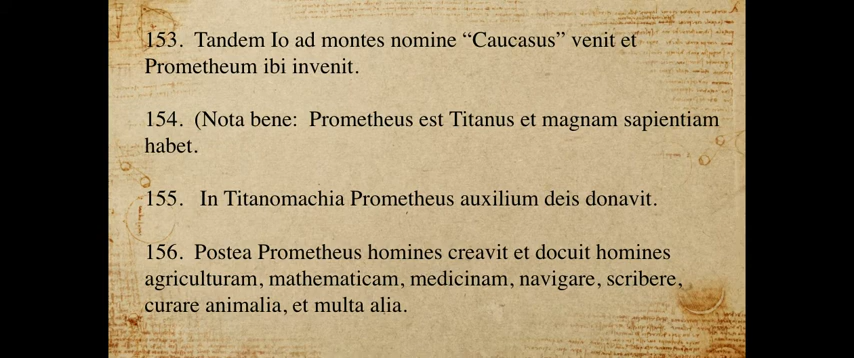 153.  Tandem Io ad montes nomine “Caucasus” venit et
Prometheum ibi invenit.
154.  (Nota bene:  Prometheus est Titanus et magnam sapientiam
habet.
155.   In Titanomachia Prometheus auxilium deis donavit.
156.  Postea Prometheus homines creavit et docuit homines
agriculturam, mathematicam, medicinam, navigare, scribere,
curare animalia, et multa alia.